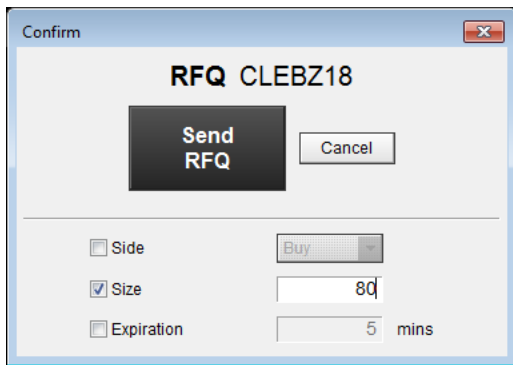 Confirm
RFQ CLEBZ18
Send
RFQ
Cancel
Side Buy
Size 80
Expiration 5 mins